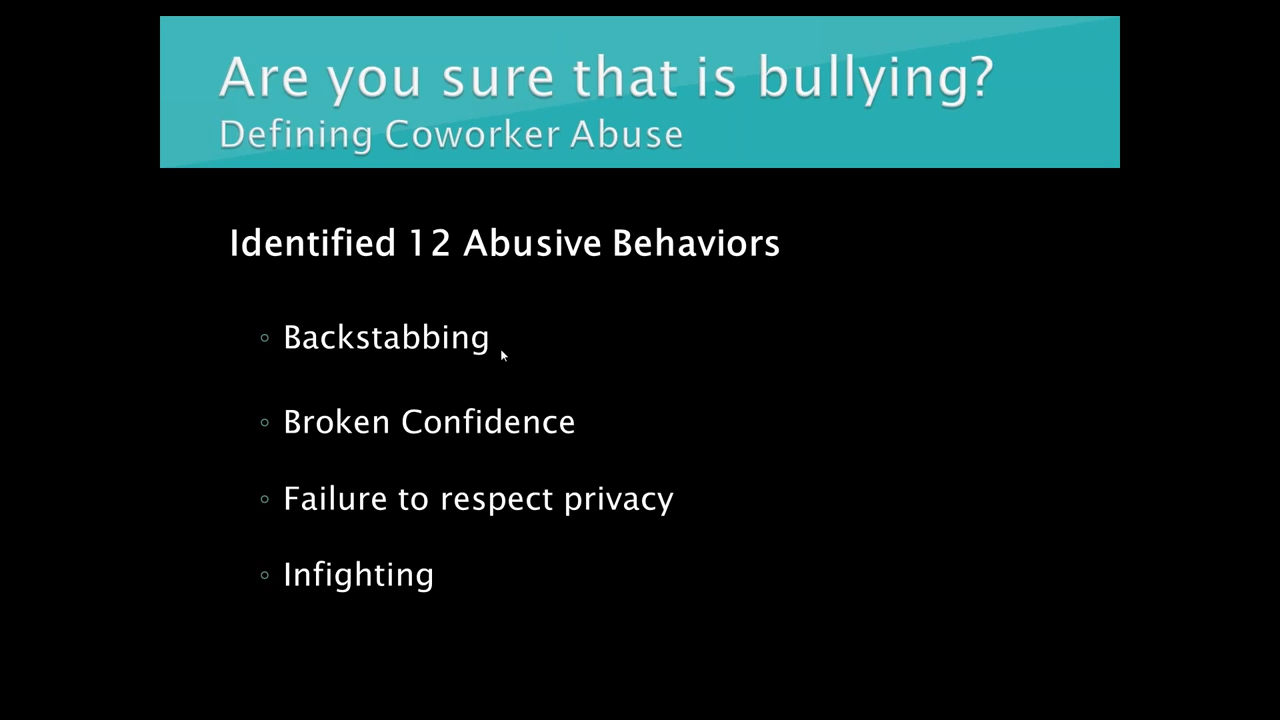 Are you sure that is bullying?
Defining Coworker Abuse
Identified 12 Abusive Behaviors
◦ Backstabbing
◦ Broken Confidence
◦ Failure to respect privacy
◦ Infighting